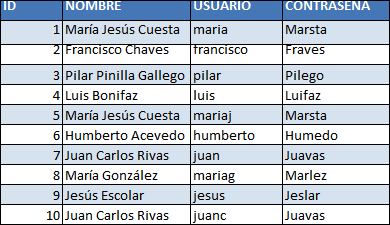 ID NOMBRE USUARIO CONTRASEÑA
1 María Jesús Cuesta maria Marsta
2 Francisco Chaves francisco Fraves
3 Pilar Pinilla Gallego pilar Pilego
4 Luis Bonifaz luis Luifaz
5 María Jesús Cuesta mariaj Marsta
6 Humberto Acevedo humberto Humedo
7 Juan Carlos Rivas juan Juavas
8 María González mariag Marlez
9 Jesús Escolar jesus Jeslar
10 Juan Carlos Rivas juanc Juavas